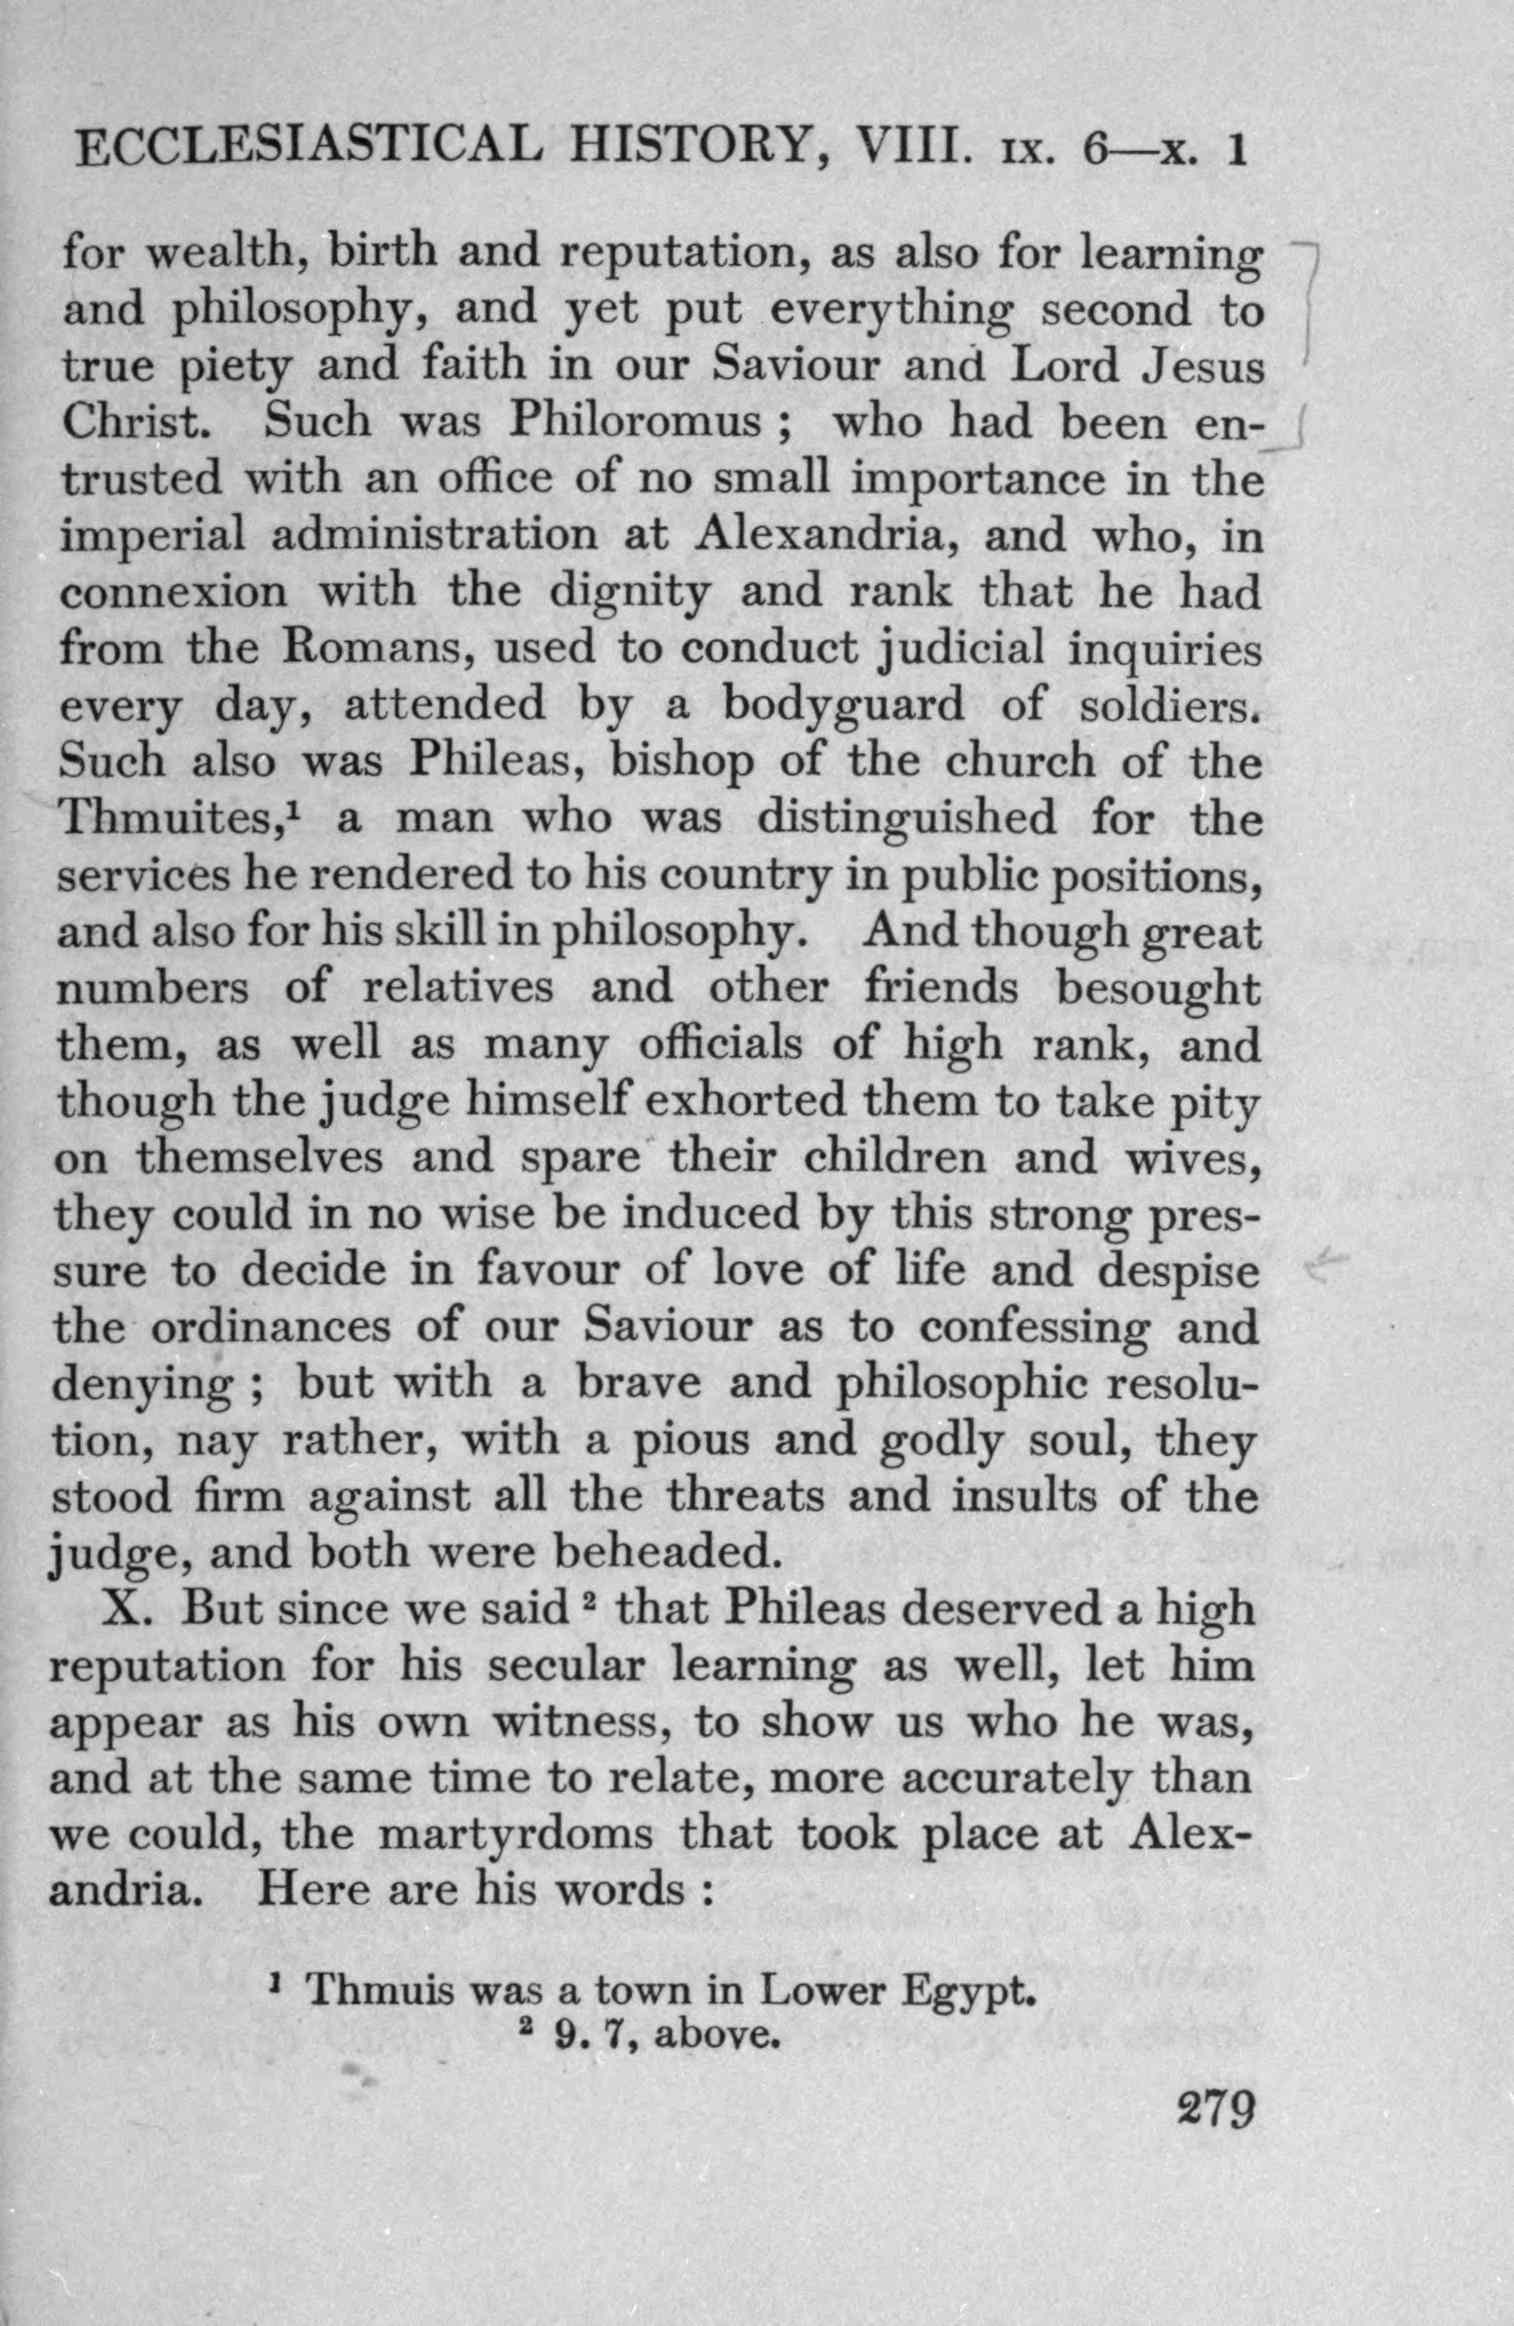 ECCLESIASTICAL HISTORY, VIII. IX. 6—X. 1
for wealth, birth and reputation, as also for learning
and philosophy, and yet put everything second to
true piety and faith in our Saviour and Lord Jesus
Christ. Such was Philoromus ; who had been en-
trusted with an office of no small importance in the
imperial administration at Alexandria, and who, in
connexion with the dignity and rank that he had
from the Romans, used to conduct judicial inquiries
every day, attended by a bodyguard of soldiers.
Such also was Phileas, bishop of the church of the
Thmuites,¹ a man who was distinguished for the
services he rendered to his country in public positions,
and also for his skill in philosophy. And though great
numbers of relatives and other friends besought
them, as well as many officials of high rank, and
though the judge himself exhorted them to take pity
on themselves and spare their children and wives,
they could in no wise be induced by this strong pres-
sure to decide in favour of love of life and despise
the ordinances of our Saviour as to confessing and
denying ; but with a brave and philosophic resolu-
tion, nay rather, with a pious and godly soul, they
stood firm against all the threats and insults of the
judge, and both were beheaded.
X. But since we said ² that Phileas deserved a high
reputation for his secular learning as well, let him
appear as his own witness, to show us who he was,
and at the same time to relate, more accurately than
we could, the martyrdoms that took place at Alex-
andria. Here are his words :
¹ Thmuis was a town in Lower Egypt.
² 9. 7, above.
279